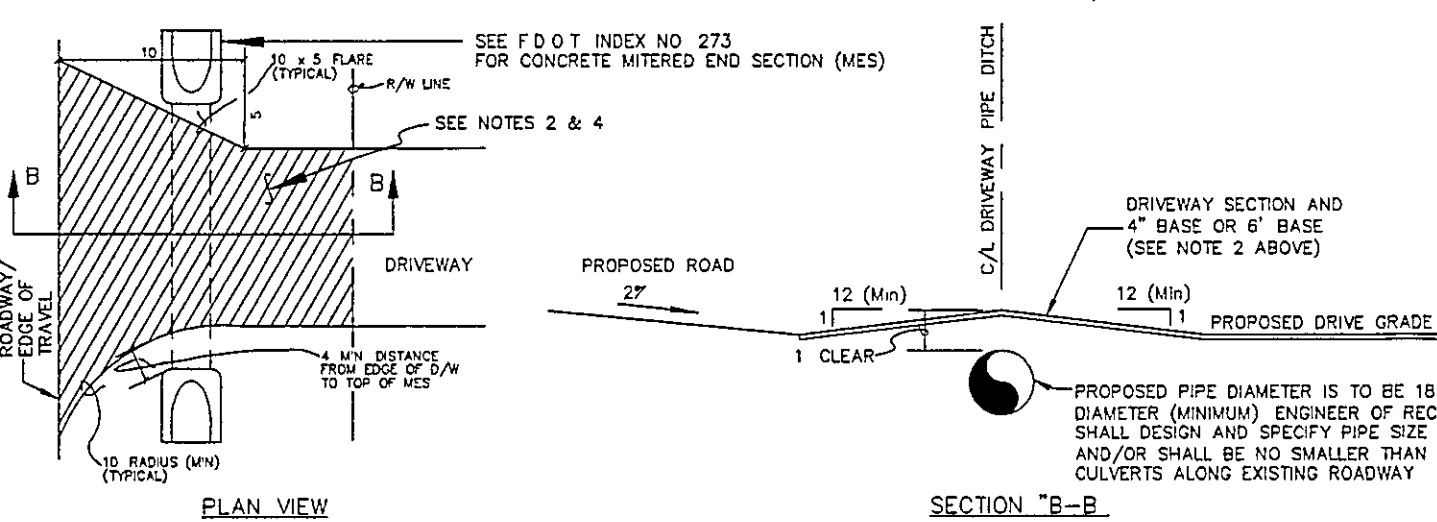 10
10 x 5 FLARE
(TYPICAL)
5
SEE F D O T INDEX NO 273
FOR CONCRETE MITERED END SECTION (MES)
R/W LINE
SEE NOTES 2 & 4
B
B
DRIVEWAY
ROADWAY/
EDGE OF
TRAVEL
4 M'N DISTANCE
FROM EDGE OF D/W
TO TOP OF MES
10 RADIUS (M'N)
(TYPICAL)
PLAN VIEW
C/L DRIVEWAY PIPE DITCH
DRIVEWAY SECTION AND
4" BASE OR 6' BASE
(SEE NOTE 2 ABOVE)
PROPOSED ROAD
12 (Min)
1
12 (Min)
1
PROPOSED DRIVE GRADE
1 CLEAR
PROPOSED PIPE DIAMETER IS TO BE 18
DIAMETER (MINIMUM) ENGINEER OF REC
SHALL DESIGN AND SPECIFY PIPE SIZE
AND/OR SHALL BE NO SMALLER THAN
CULVERTS ALONG EXISTING ROADWAY
SECTION "B-B